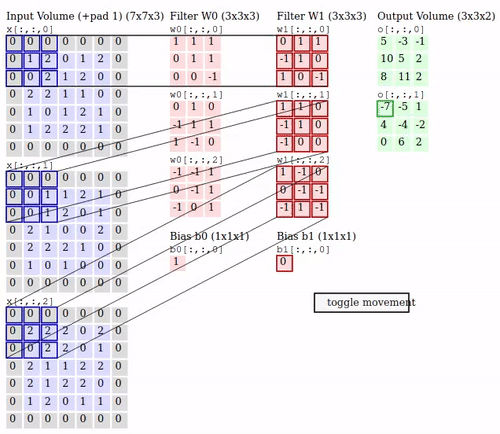 Input Volume (+pad 1) (7x7x3)
x[:,:,0]
0 0 0 0 0 0 0
0 1 2 0 1 2 0
0 0 2 1 2 0 0
0 2 2 1 1 0 0
0 1 0 1 2 1 0
0 1 2 2 2 1 0
0 0 0 0 0 0 0
x[:,:,1]
0 0 0 0 0 0 0
0 0 1 1 2 1 0
0 0 1 2 0 1 0
0 2 1 0 0 2 0
0 2 2 2 1 0 0
0 1 0 1 0 0 0
0 0 0 0 0 0 0
x[:,:,2]
0 0 0 0 0 0 0
0 2 2 2 0 2 0
0 0 2 2 0 1 0
0 2 1 1 2 2 0
0 2 1 2 2 0 0
0 1 2 0 1 1 0
0 0 0 0 0 0 0
Filter W0 (3x3x3)
w0[:,:,0]
1 1 1
0 1 1
0 0 -1
w0[:,:,1]
0 1 0
-1 1 1
1 -1 0
w0[:,:,2]
-1 -1 1
0 -1 1
-1 0 1
Bias b0 (1x1x1)
b0[:,:,0]
1
Filter W1 (3x3x3)
w1[:,:,0]
0 1 1
-1 1 0
1 0 -1
w1[:,:,1]
1 1 0
-1 1 0
-1 0 0
w1[:,:,2]
1 -1 0
-1 0 -1
-1 1 -1
Bias b1 (1x1x1)
b1[:,:,0]
0
Output Volume (3x3x2)
o[:,:,0]
5 -3 -1
10 5 2
8 11 2
o[:,:,1]
-7 -5 1
4 -4 -2
0 6 2
toggle movement